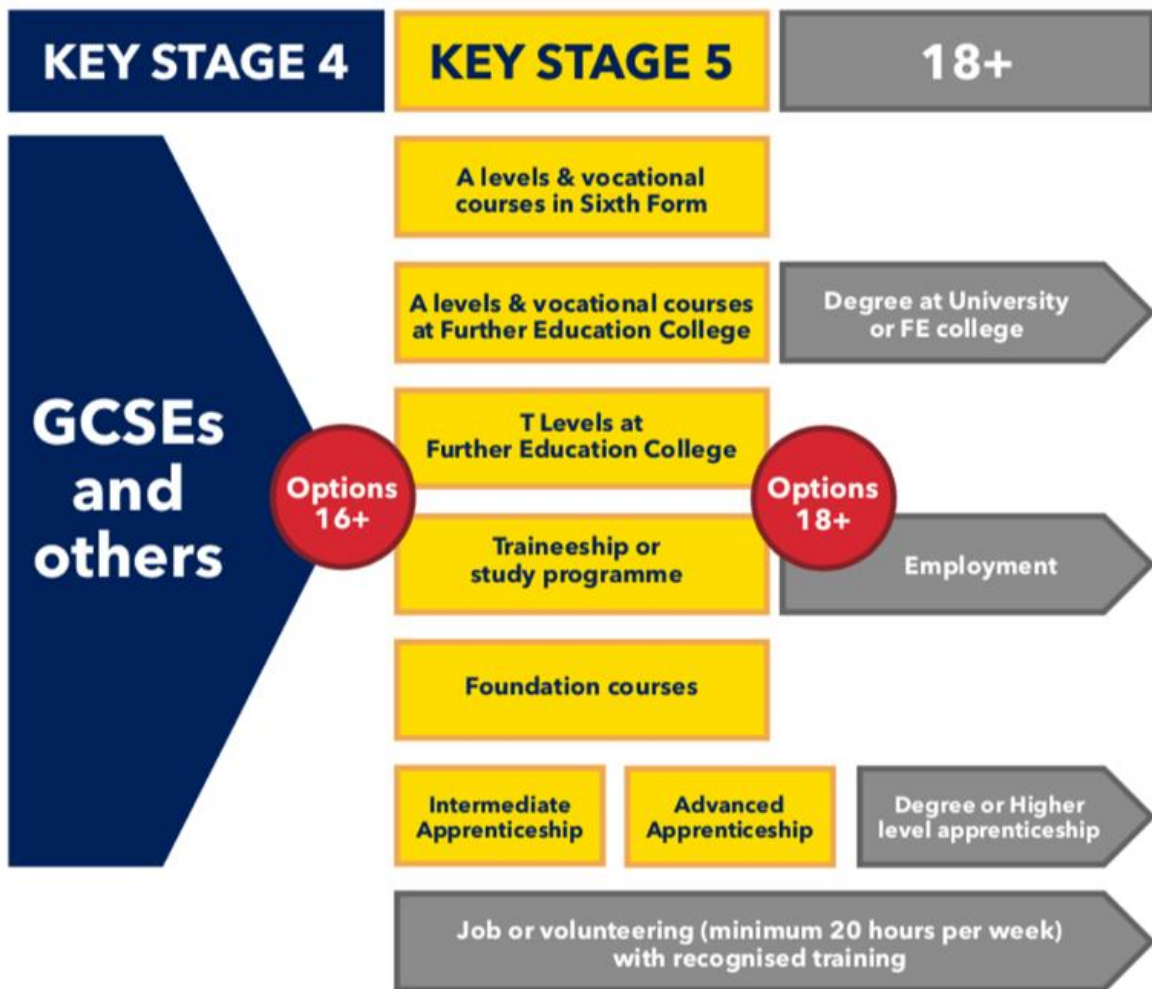 KEY STAGE 4
KEY STAGE 5
18+
GCSEs
and
others
Options
16+
A levels & vocational
courses in Sixth Form
A levels & vocational courses
at Further Education College
T Levels at
Further Education College
Traineeship or
study programme
Foundation courses
Intermediate
Apprenticeship
Advanced
Apprenticeship
Options
18+
Degree at University
or FE college
Employment
Degree or Higher
level apprenticeship
Job or volunteering (minimum 20 hours per week)
with recognised training